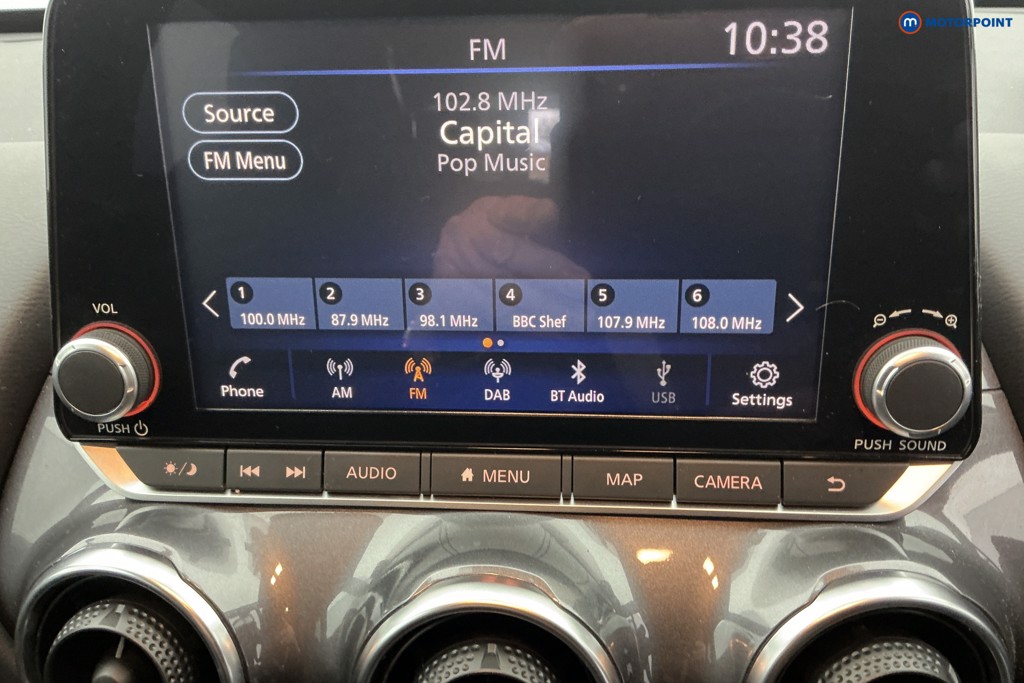 MOTORPOINT
FM
10:38
Source
FM Menu
102.8 MHz
Capital
Pop Music
1
100.0 MHz
2
87.9 MHz
3
98.1 MHz
4
BBC Shef
5
107.9 MHz
6
108.0 MHz
Phone
AM
FM
DAB
BT Audio
USB
Settings
VOL
PUSH
PUSH SOUND
AUDIO
MENU
MAP
CAMERA